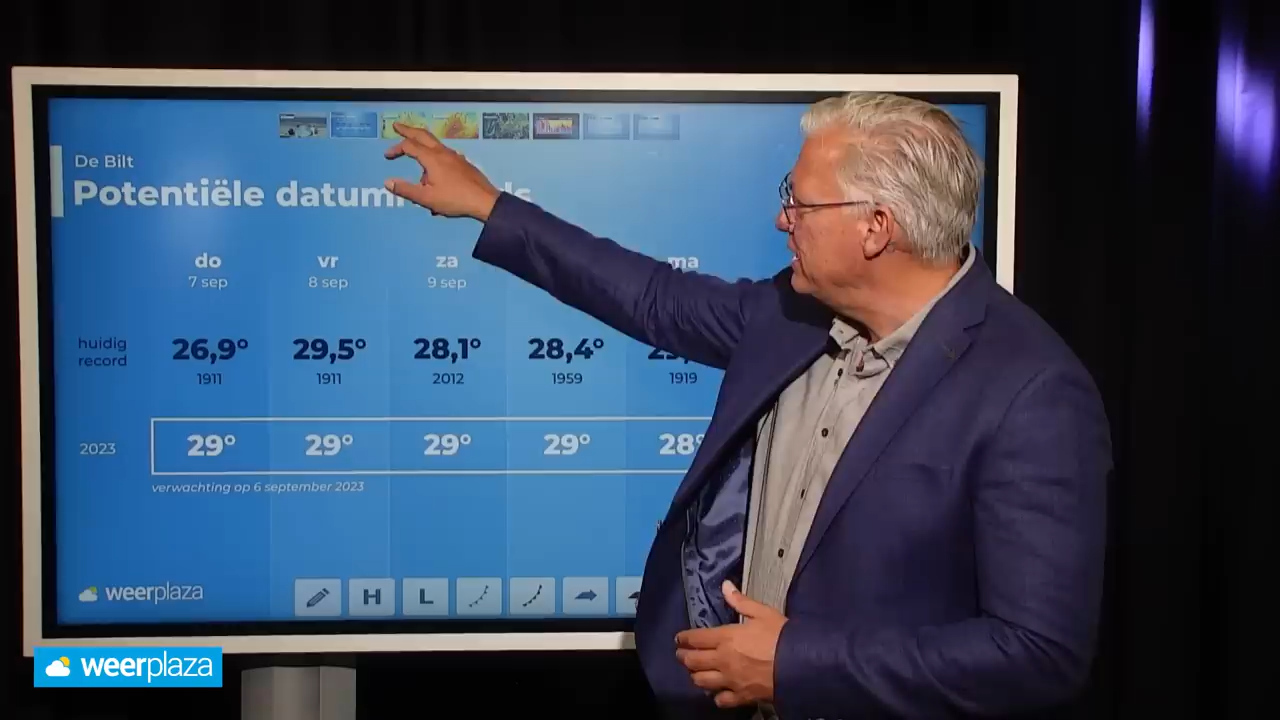 De Bilt
Potentiële
do vr za ma
7 sep 8 sep 9 sep
huidig record 26,9° 29,5° 28,1° 28,4°
1911 1911 2012 1959 1919
2023 29° 29° 29° 29° 28°
verwachting op 6 september 2023
H L
weerplaza
weerplaza